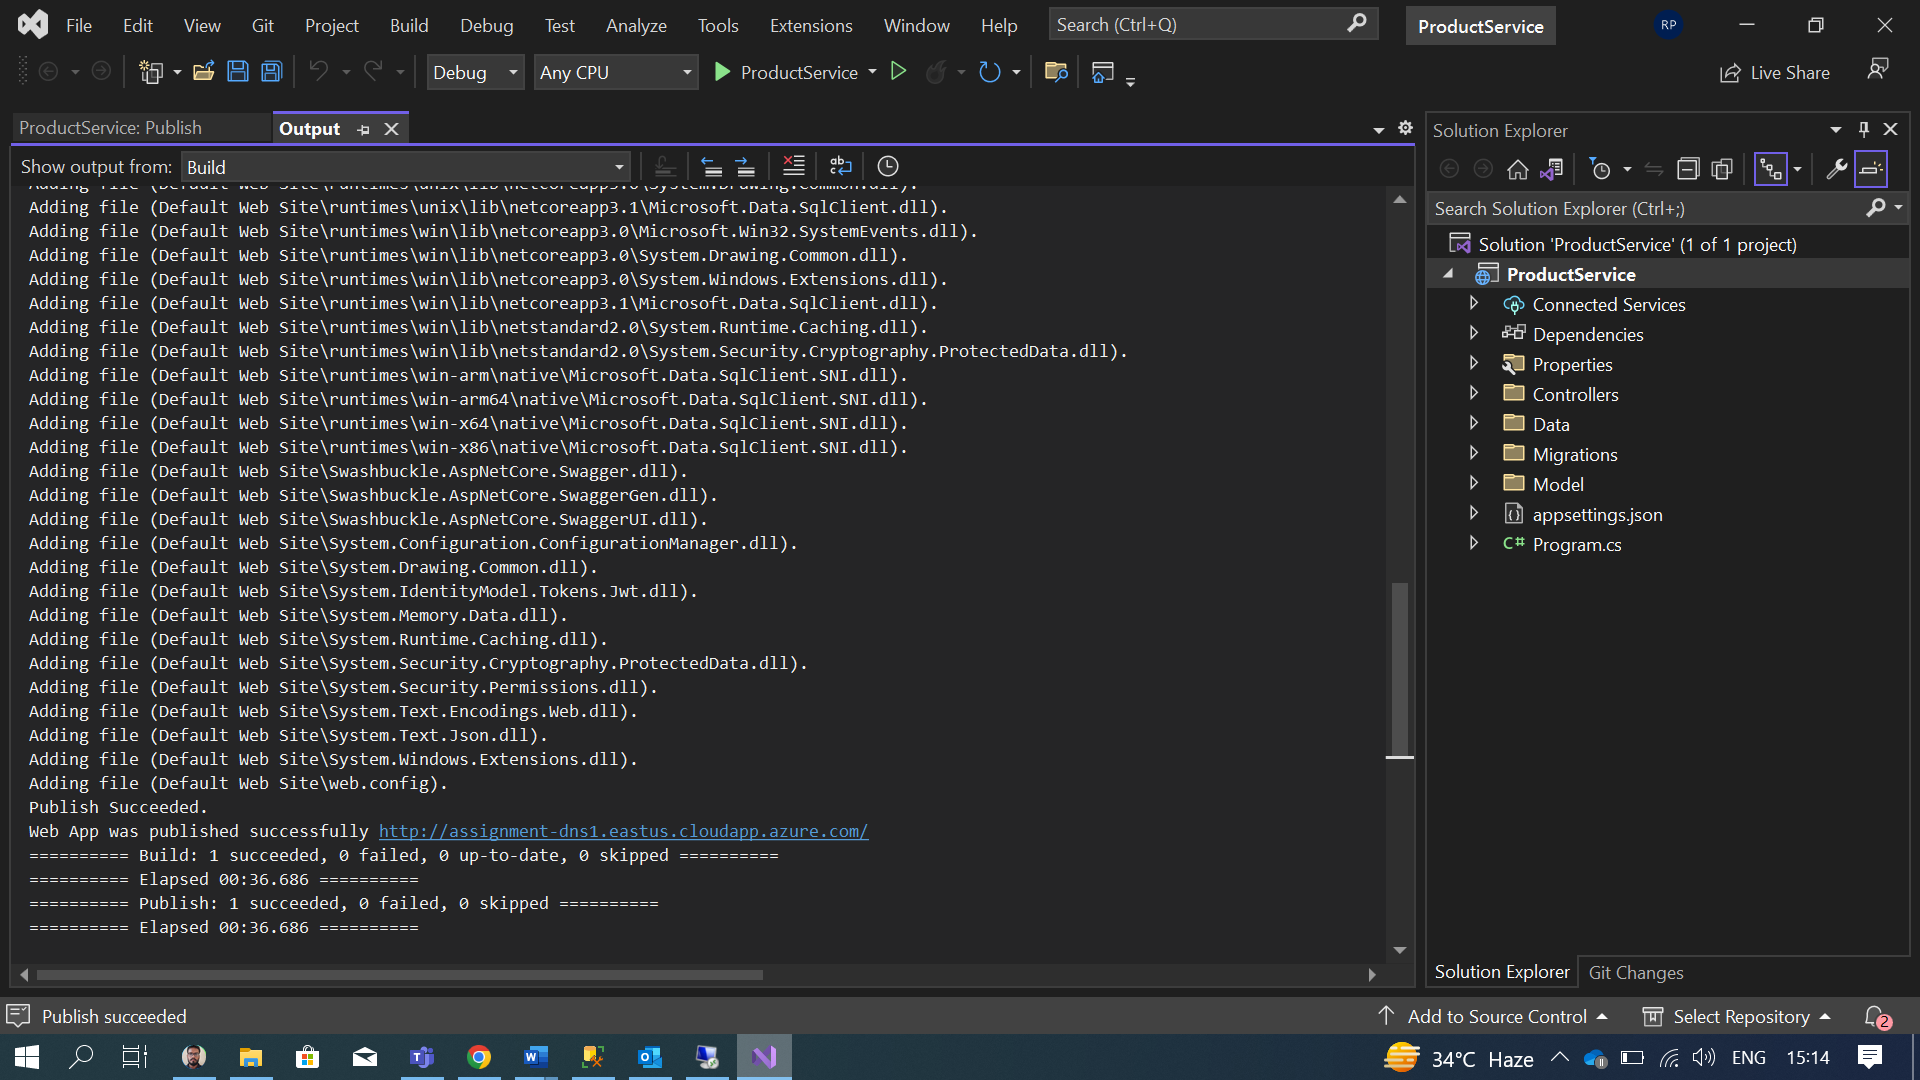 File Edit View Git Project Build Debug Test Analyze Tools Extensions Window Help Search (Ctrl+Q) ProductService RP
Debug Any CPU ProductService Live Share
ProductService: Publish Output
Show output from: Build
Adding file (Default Web Site\runtimes\unix\lib\netcoreapp3.0\System.Drawing.Common.dll).
Adding file (Default Web Site\runtimes\unix\lib\netcoreapp3.1\Microsoft.Data.SqlClient.dll).
Adding file (Default Web Site\runtimes\win\lib\netcoreapp3.0\Microsoft.Win32.SystemEvents.dll).
Adding file (Default Web Site\runtimes\win\lib\netcoreapp3.0\System.Drawing.Common.dll).
Adding file (Default Web Site\runtimes\win\lib\netcoreapp3.0\System.Windows.Extensions.dll).
Adding file (Default Web Site\runtimes\win\lib\netcoreapp3.1\Microsoft.Data.SqlClient.dll).
Adding file (Default Web Site\runtimes\win\lib\netstandard2.0\System.Runtime.Caching.dll).
Adding file (Default Web Site\runtimes\win\lib\netstandard2.0\System.Security.Cryptography.ProtectedData.dll).
Adding file (Default Web Site\runtimes\win-arm\native\Microsoft.Data.SqlClient.SNI.dll).
Adding file (Default Web Site\runtimes\win-arm64\native\Microsoft.Data.SqlClient.SNI.dll).
Adding file (Default Web Site\runtimes\win-x64\native\Microsoft.Data.SqlClient.SNI.dll).
Adding file (Default Web Site\runtimes\win-x86\native\Microsoft.Data.SqlClient.SNI.dll).
Adding file (Default Web Site\Swashbuckle.AspNetCore.Swagger.dll).
Adding file (Default Web Site\Swashbuckle.AspNetCore.SwaggerGen.dll).
Adding file (Default Web Site\Swashbuckle.AspNetCore.SwaggerUI.dll).
Adding file (Default Web Site\System.Configuration.ConfigurationManager.dll).
Adding file (Default Web Site\System.Drawing.Common.dll).
Adding file (Default Web Site\System.IdentityModel.Tokens.Jwt.dll).
Adding file (Default Web Site\System.Memory.Data.dll).
Adding file (Default Web Site\System.Runtime.Caching.dll).
Adding file (Default Web Site\System.Security.Cryptography.ProtectedData.dll).
Adding file (Default Web Site\System.Security.Permissions.dll).
Adding file (Default Web Site\System.Text.Encodings.Web.dll).
Adding file (Default Web Site\System.Text.Json.dll).
Adding file (Default Web Site\System.Windows.Extensions.dll).
Adding file (Default Web Site\web.config).
Publish Succeeded.
Web App was published successfully http://assignment-dns1.eastus.cloudapp.azure.com/
========== Build: 1 succeeded, 0 failed, 0 up-to-date, 0 skipped ==========
========== Elapsed 00:36.686 ==========
========== Publish: 1 succeeded, 0 failed, 0 skipped ==========
========== Elapsed 00:36.686 ==========
Solution Explorer
Search Solution Explorer (Ctrl+;)
Solution 'ProductService' (1 of 1 project)
ProductService
Connected Services
Dependencies
Properties
Controllers
Data
Migrations
Model
appsettings.json
C# Program.cs
Solution Explorer Git Changes
Publish succeeded Add to Source Control Select Repository 2
34°C Haze ENG 15:14